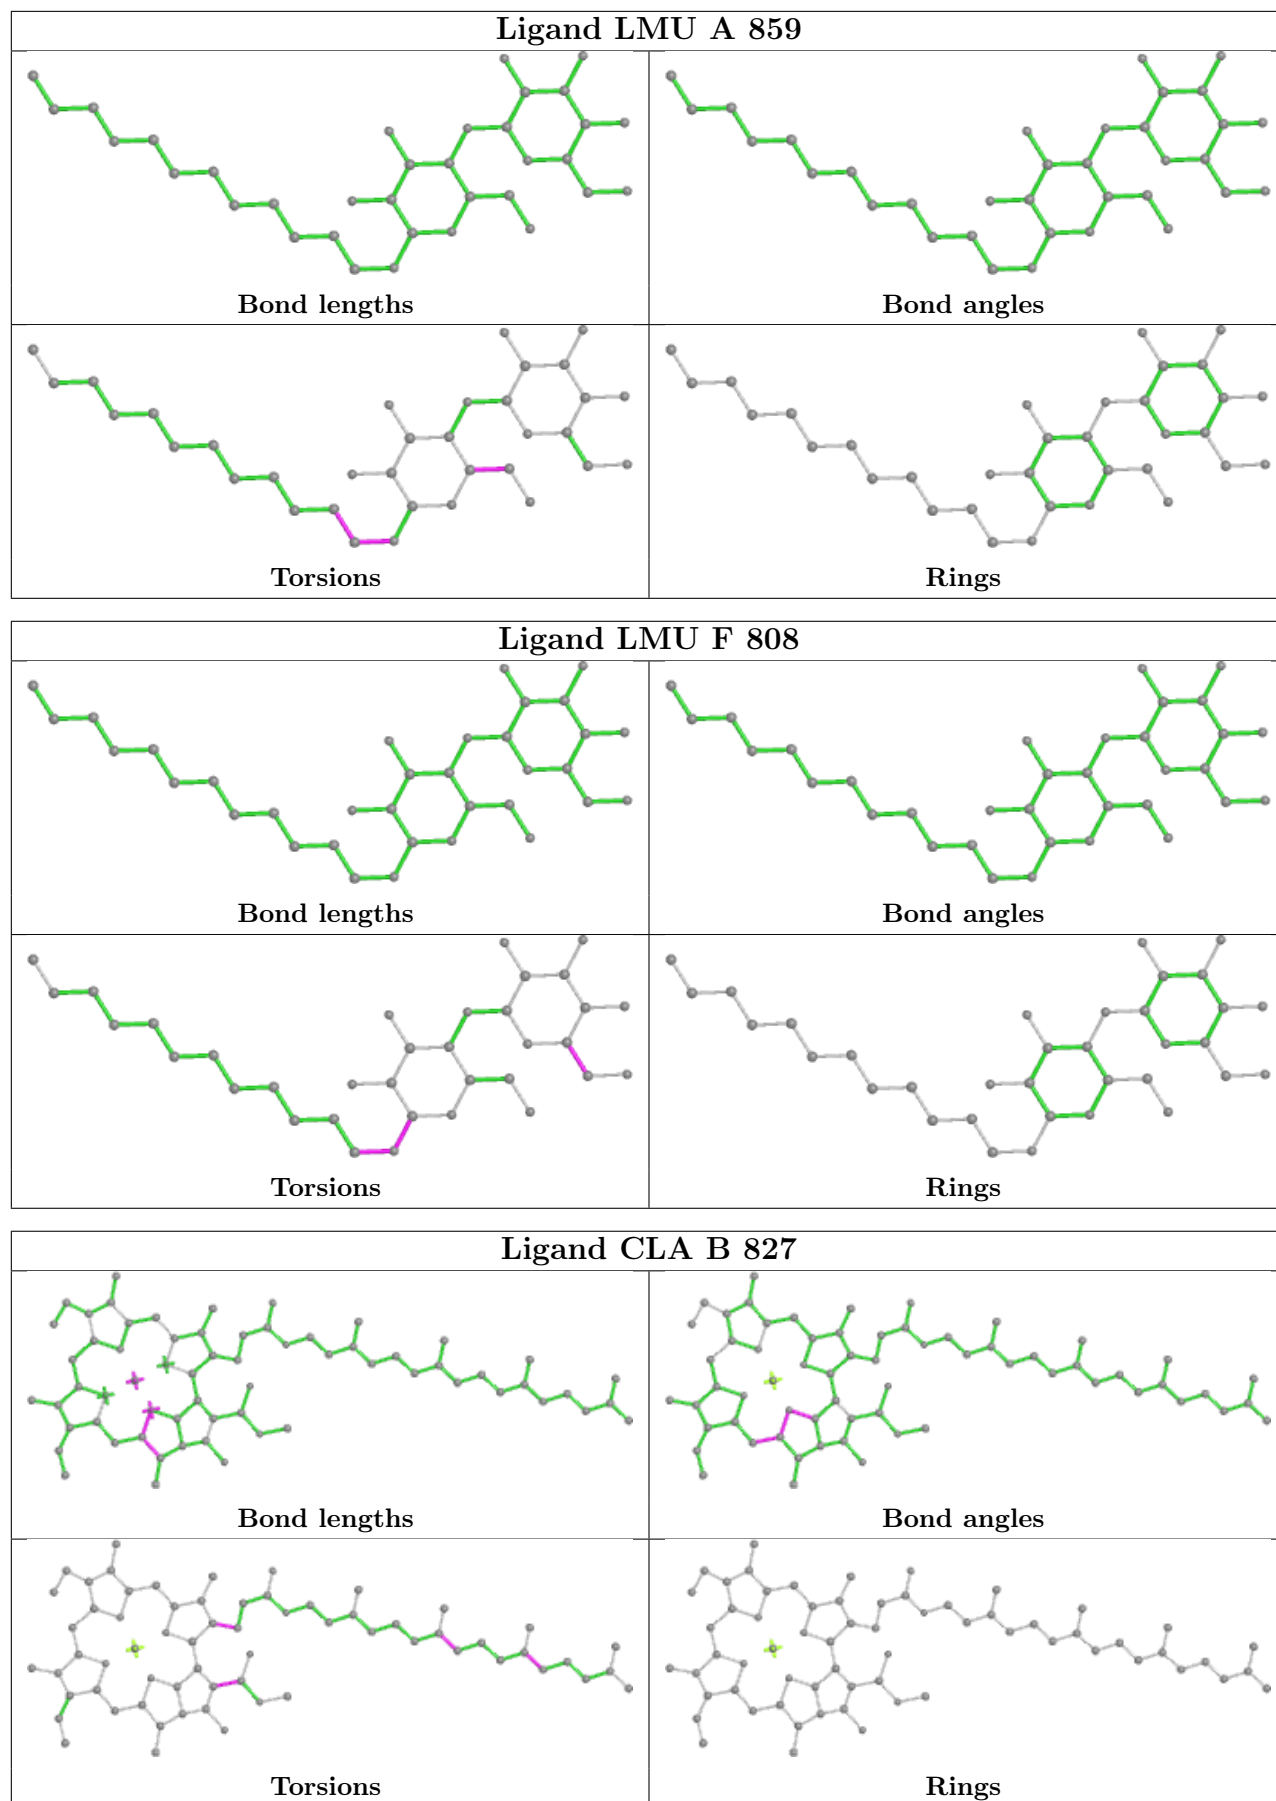 Ligand LMU A 859
Bond lengths
Bond angles
Torsions
Rings
Ligand LMU F 808
Bond lengths
Bond angles
Torsions
Rings
Ligand CLA B 827
Bond lengths
Bond angles
Torsions
Rings